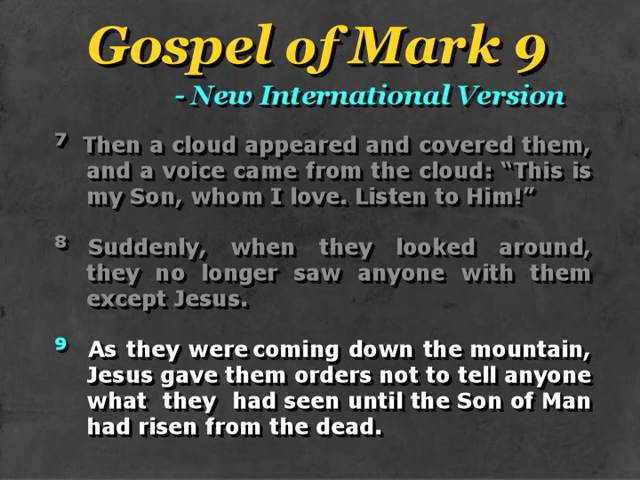 Gospel of Mark 9
- New International Version
7 Then a cloud appeared and covered them,
and a voice came from the cloud: “This is
my Son, whom I love. Listen to Him!”
8 Suddenly, when they looked around,
they no longer saw anyone with them
except Jesus.
9 As they were coming down the mountain,
Jesus gave them orders not to tell anyone
what they had seen until the Son of Man
had risen from the dead.